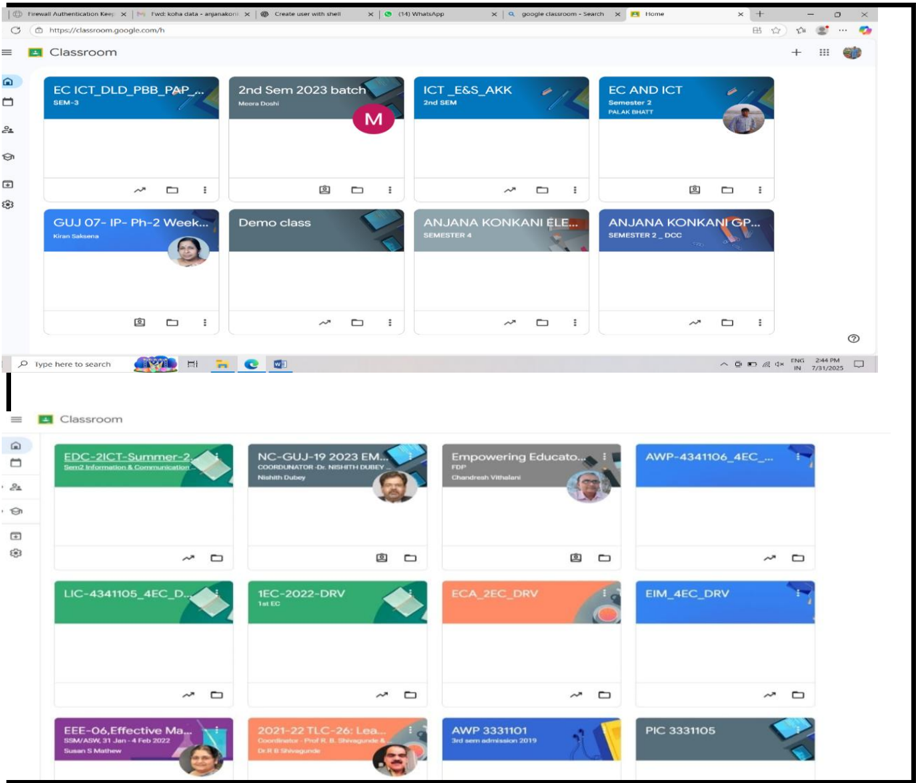 Firewall Authentication Keep
Fwd: koha data - anjanakon
Create user with shell
(14) WhatsApp
google classroom - Search
Home
https://classroom.google.com/h
Classroom
EC ICT_DLD_PBB_PAP_...
SEM-3
2nd Sem 2023 batch
Meera Doshi
M
ICT _E&S_AKK
2nd SEM
EC AND ICT
Semester 2
PALAK BHATT
GUJ 07- IP- Ph-2 Week...
Kiran Saksena
Demo class
ANJANA KONKANI ELE...
SEMESTER 4
ANJANA KONKANI GP...
SEMESTER 2 _ DCC
Type here to search
ENG
IN
2:44 PM
7/31/2025
Classroom
EDC-2ICT-Summer-2...
Sem2 Information & Communication
NC-GUJ-19 2023 EM...
COORDUNATOR -Dr. NISHITH DUBEY
Nishith Dubey
Empowering Educato...
FDP
Chandresh Vithalani
AWP-4341106_4EC_...
LIC-4341105_4EC_D...
1EC-2022-DRV
1st EC
ECA_2EC_DRV
EIM_4EC_DRV
EEE-06,Effective Ma...
SSM/ASW, 31 Jan - 4 Feb 2022
Susan S Mathew
2021-22 TLC-26: Lea...
Coordinator - Prof R. B. Shivagunde &
Dr.R B Shivagunde
AWP 3331101
3rd sem admission 2019
PIC 3331105